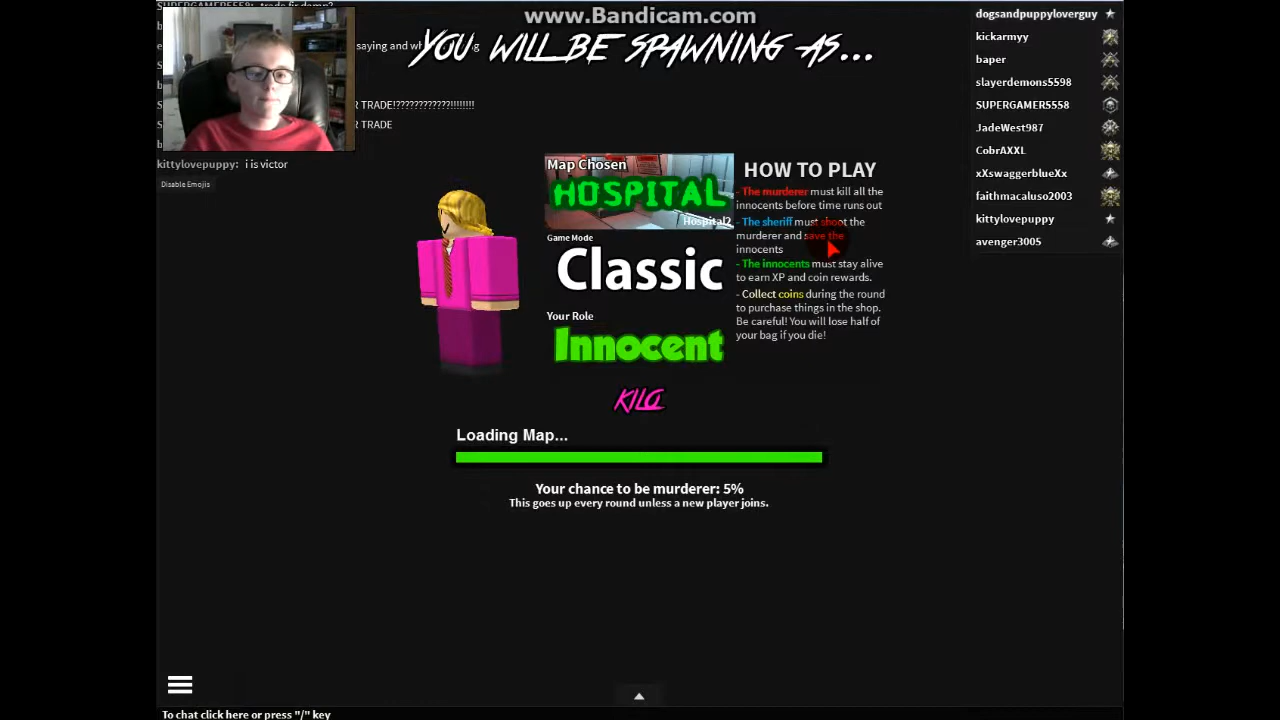 www.Bandicam.com
YOU WILL BE SPAWNING AS...
saying and wh
TRADE!????????????!!!!!!!!
TRADE
kittylovepuppy: i is victor
Disable Emojis
Map Chosen
HOSPITAL
Hospital2
Game Mode
Classic
Your Role
Innocent
KILQ
HOW TO PLAY
- The murderer must kill all the
innocents before time runs out
- The sheriff must shoot the
murderer and save the
innocents
- The innocents must stay alive
to earn XP and coin rewards.
- Collect coins during the round
to purchase things in the shop.
Be careful! You will lose half of
your bag if you die!
Loading Map...
Your chance to be murderer: 5%
This goes up every round unless a new player joins.
dogsandpuppyloverguy
kickarmyy
baper
slayerdemons5598
SUPERGAMER5558
JadeWest987
CobrAXXL
xXswaggerblueXx
faithmacaluso2003
kittylovepuppy
avenger3005
To chat click here or press "/" key